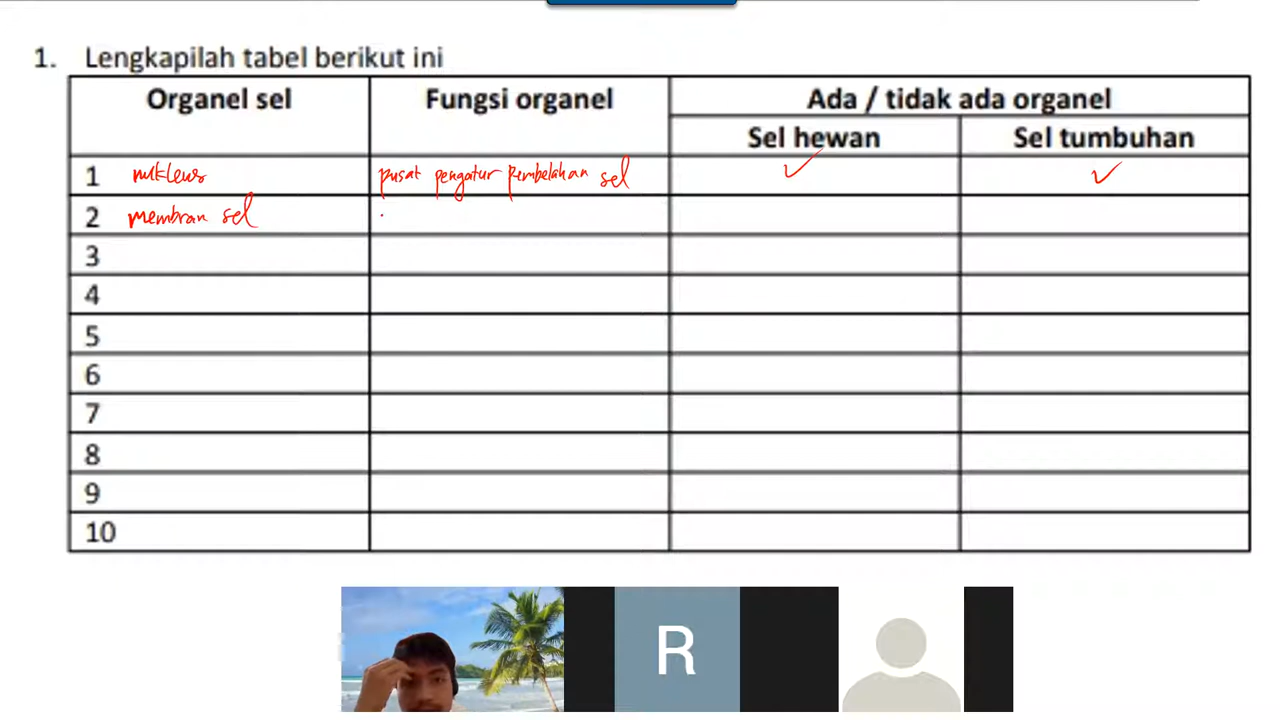 1. Lengkapilah tabel berikut ini
Organel sel Fungsi organel Ada / tidak ada organel
Sel hewan Sel tumbuhan
1 nukleus pusat pengatur pembelahan sel ✓ ✓
2 membran sel
3
4
5
6
7
8
9
10
R